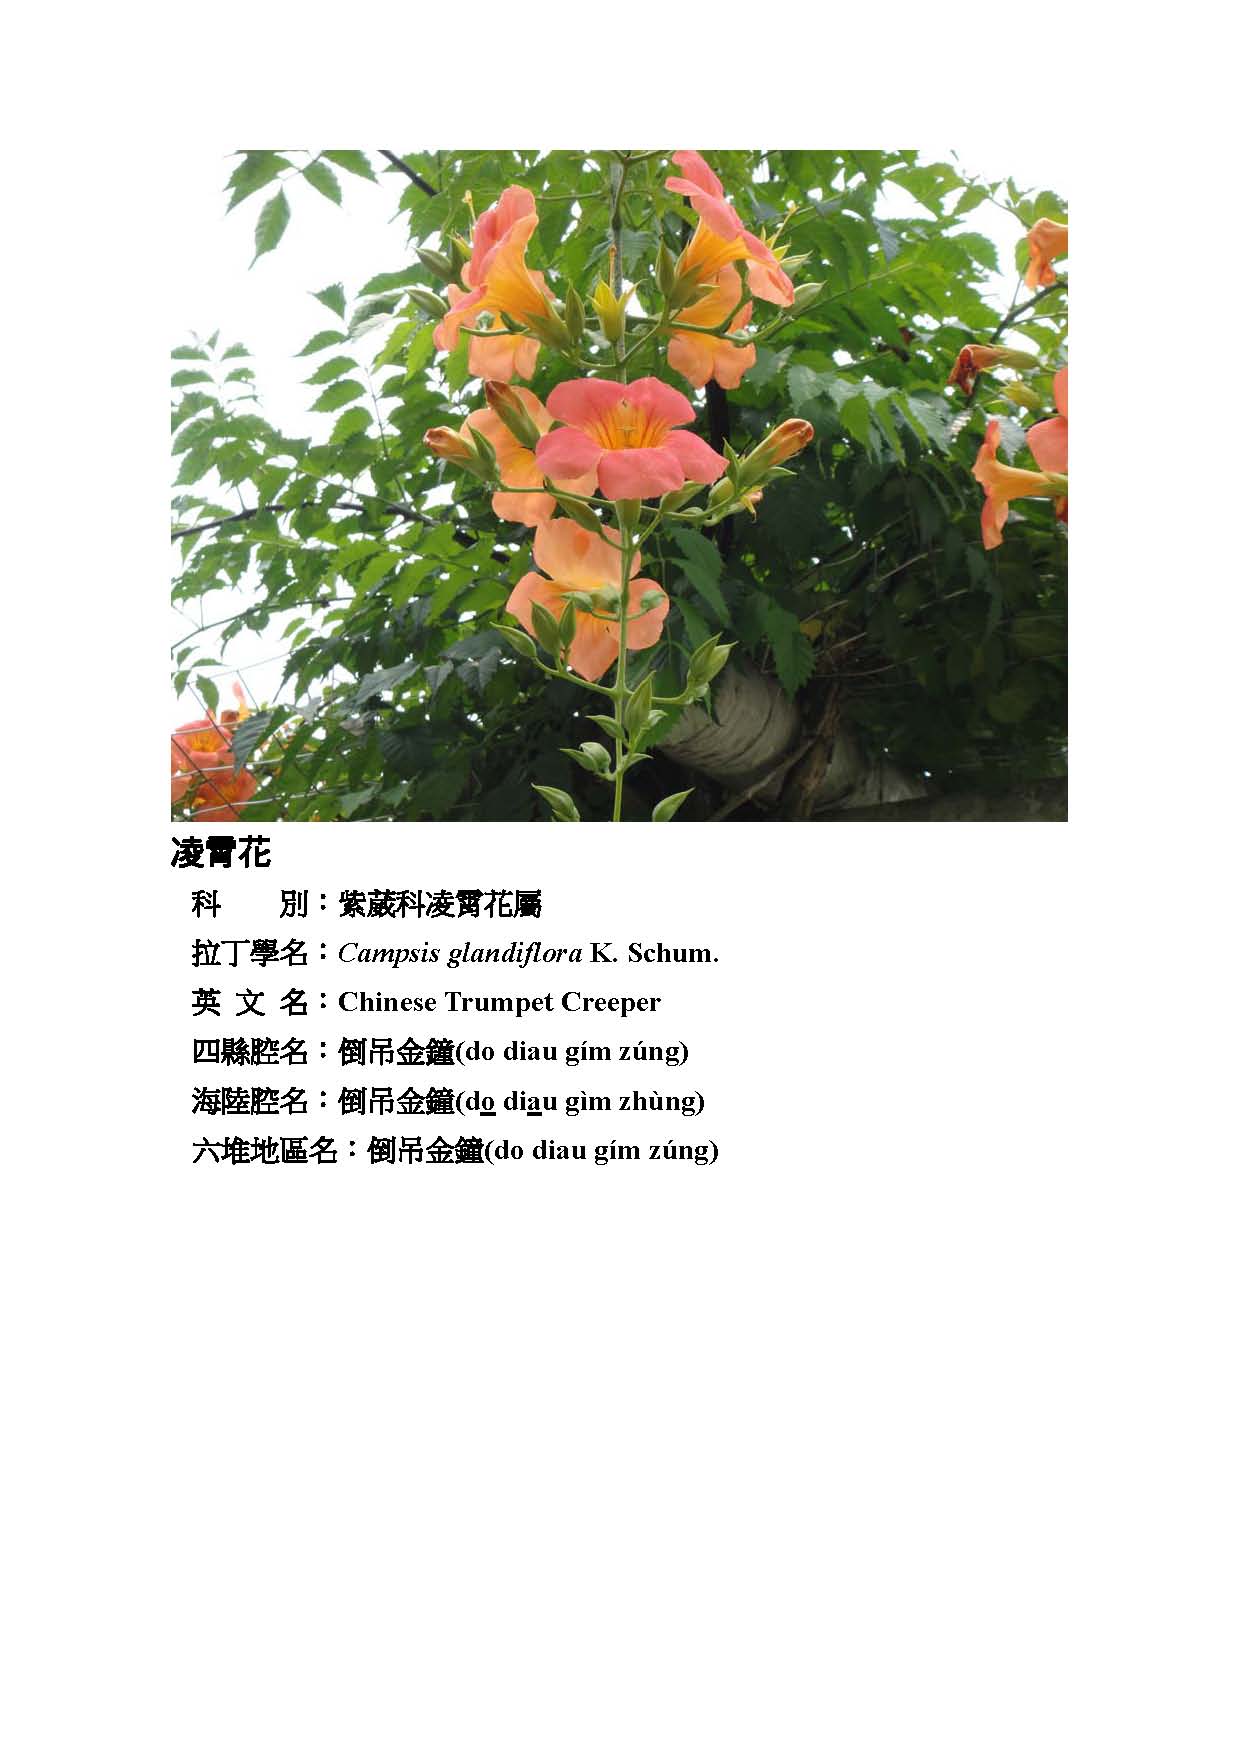 凌霄花
科　　別：紫葳科凌霄花屬
拉丁學名：Campsis glandiflora K. Schum.
英 文 名：Chinese Trumpet Creeper
四縣腔名：倒吊金鐘(do diau gím zúng)
海陸腔名：倒吊金鐘(do diau gìm zhùng)
六堆地區名：倒吊金鐘(do diau gím zúng)